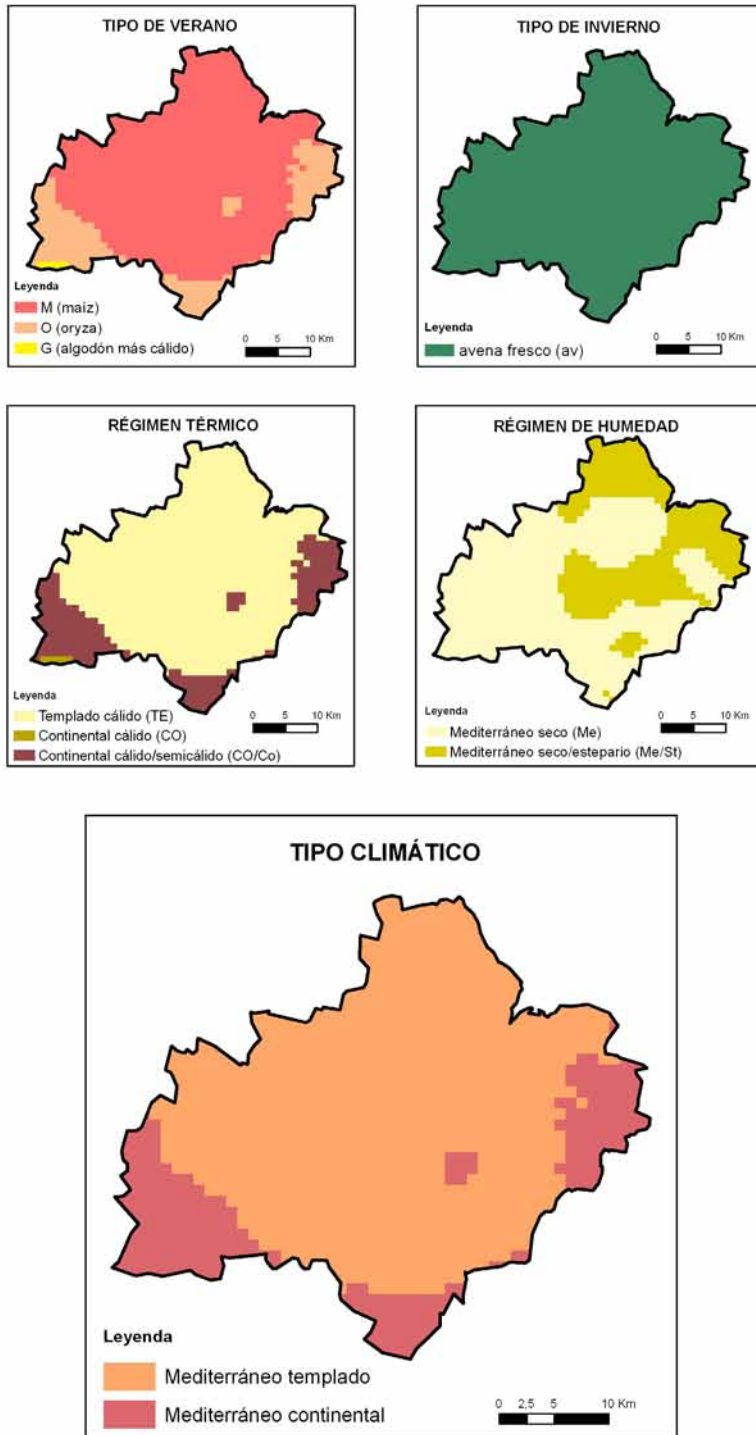 TIPO DE VERANO
Leyenda
M (maiz)
O (oryza)
G (algodón más cálido)
0 5 10 Km
TIPO DE INVIERNO
Leyenda
avena fresco (av)
0 5 10 Km
RÉGIMEN TÉRMICO
Leyenda
Templado cálido (TE)
Continental cálido (CO)
Continental cálido/semicálido (CO/Co)
0 5 10 Km
RÉGIMEN DE HUMEDAD
Leyenda
Mediterráneo seco (Me)
Mediterráneo seco/estepario (Me/St)
0 5 10 Km
TIPO CLIMÁTICO
Leyenda
Mediterráneo templado
Mediterráneo continental
0 2,5 5 10 Km